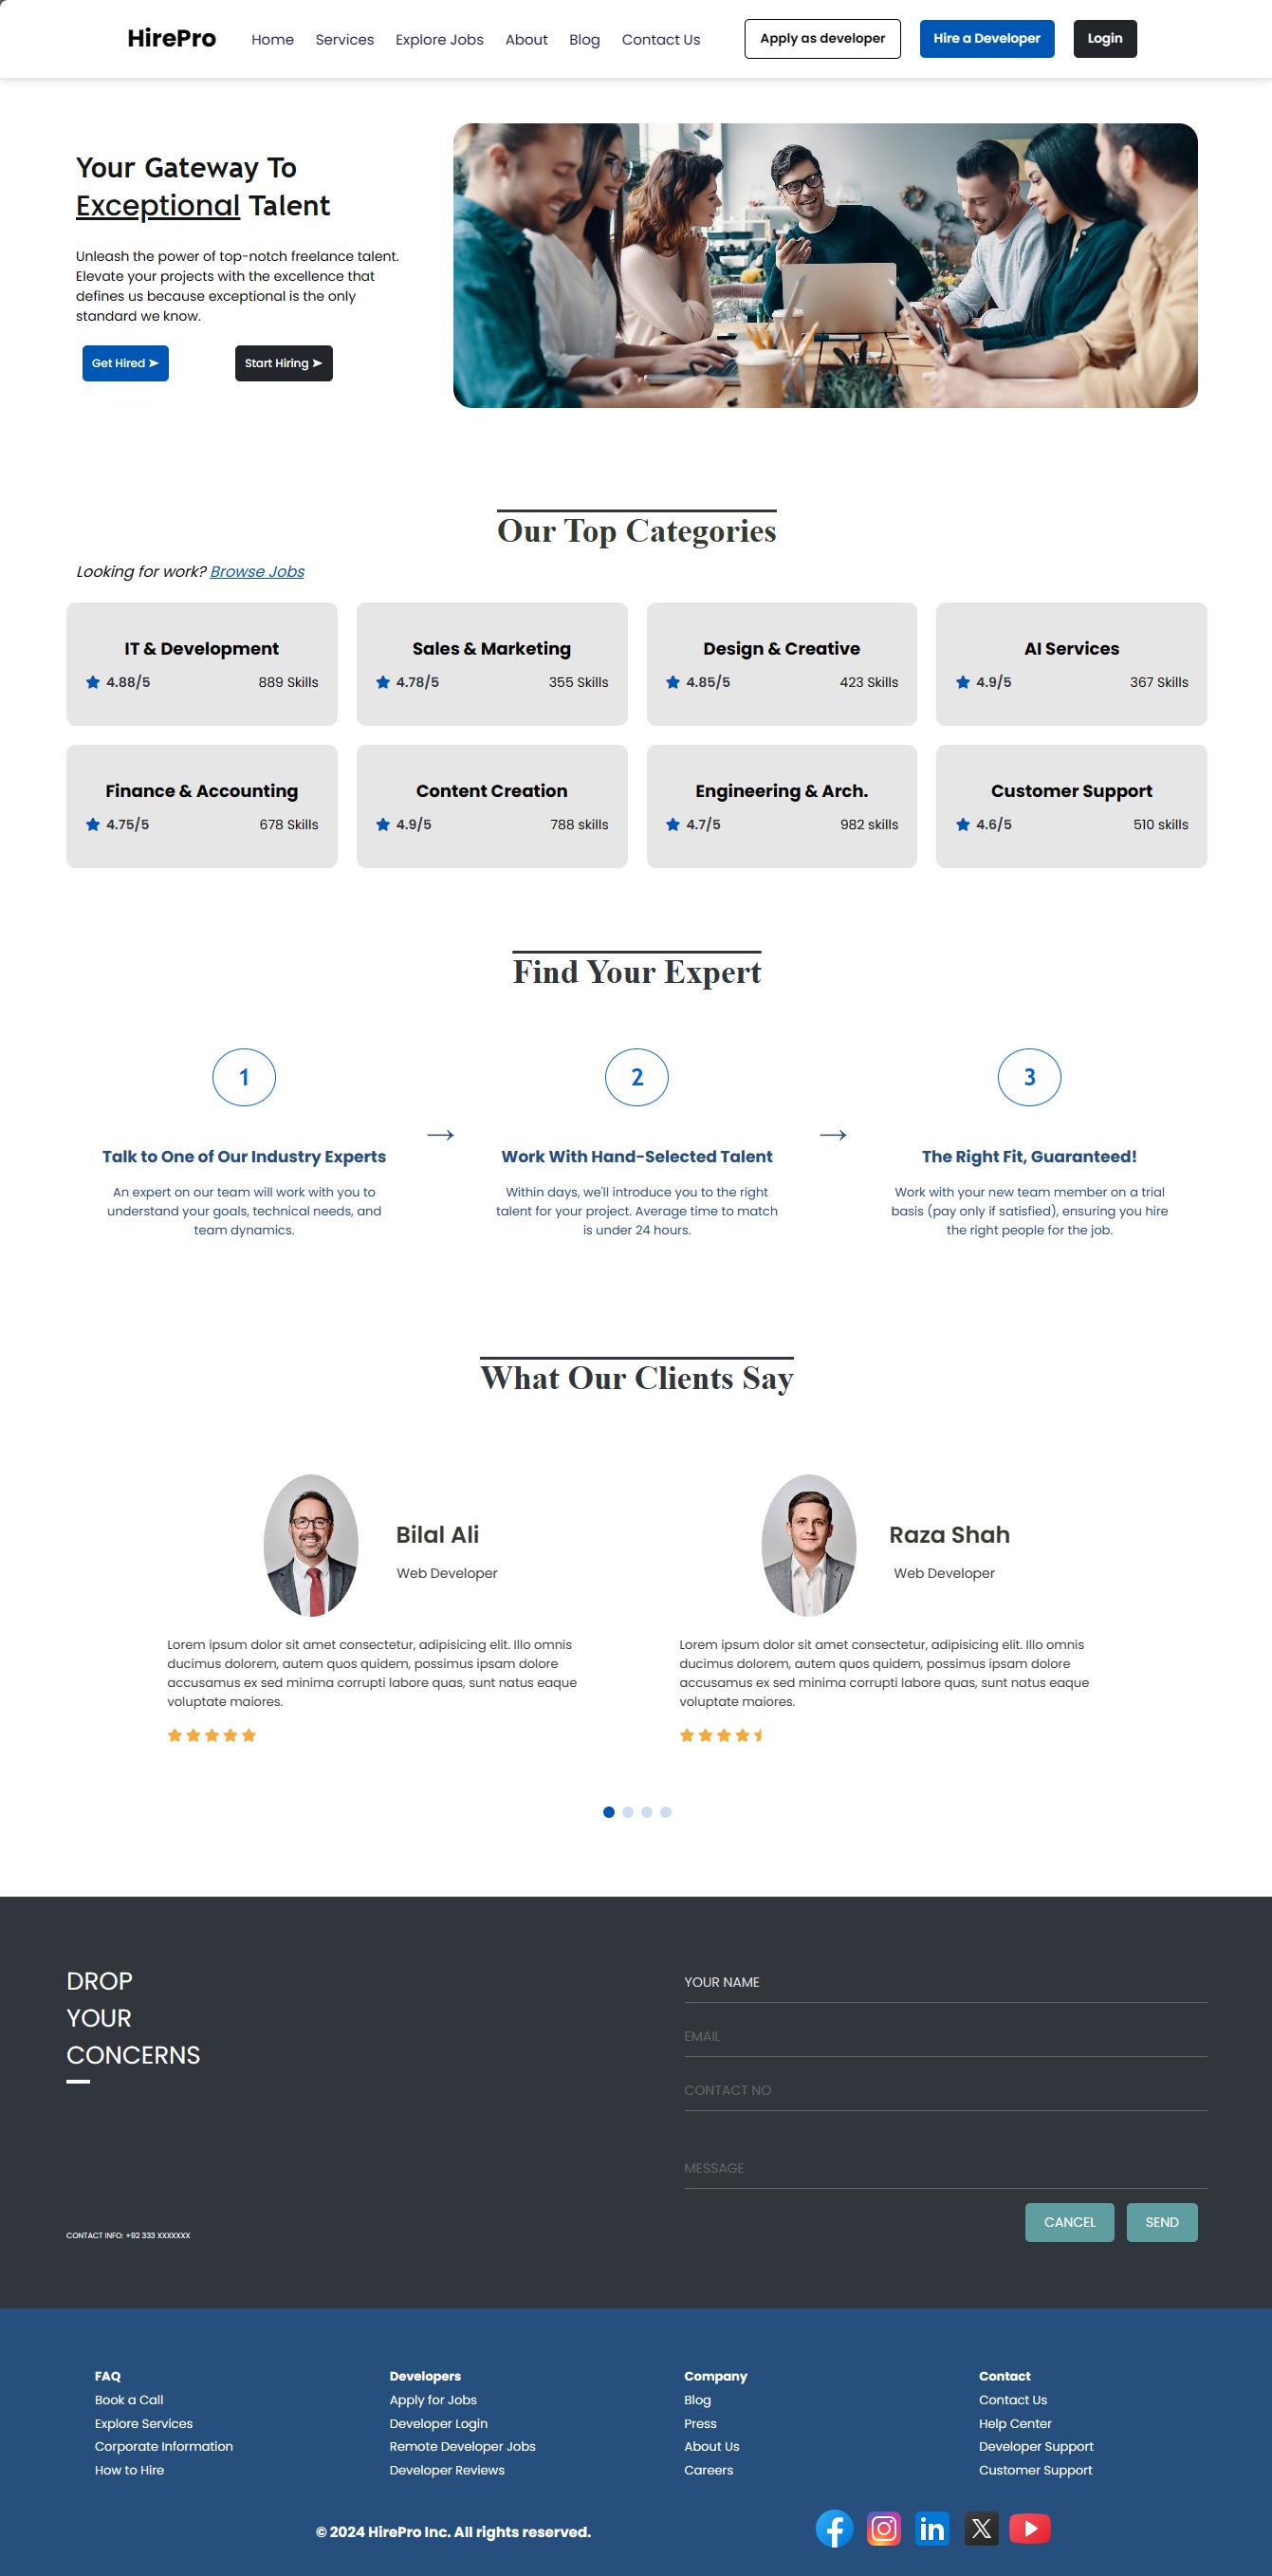 HirePro
Home Services Explore Jobs About Blog Contact Us
Apply as developer
Hire a Developer
Login
Your Gateway To
Exceptional Talent
Unleash the power of top-notch freelance talent.
Elevate your projects with the excellence that
defines us because exceptional is the only
standard we know.
Get Hired ➤
Start Hiring ➤
Our Top Categories
Looking for work? Browse Jobs
IT & Development
4.88/5 889 Skills
Sales & Marketing
4.78/5 355 Skills
Design & Creative
4.85/5 423 Skills
AI Services
4.9/5 367 Skills
Finance & Accounting
4.75/5 678 Skills
Content Creation
4.9/5 788 skills
Engineering & Arch.
4.7/5 982 skills
Customer Support
4.6/5 510 skills
Find Your Expert
1
Talk to One of Our Industry Experts
An expert on our team will work with you to
understand your goals, technical needs, and
team dynamics.
→
2
Work With Hand-Selected Talent
Within days, we'll introduce you to the right
talent for your project. Average time to match
is under 24 hours.
→
3
The Right Fit, Guaranteed!
Work with your new team member on a trial
basis (pay only if satisfied), ensuring you hire
the right people for the job.
What Our Clients Say
Bilal Ali
Web Developer
Lorem ipsum dolor sit amet consectetur, adipisicing elit. Illo omnis
ducimus dolorem, autem quos quidem, possimus ipsam dolore
accusamus ex sed minima corrupti labore quas, sunt natus eaque
voluptate maiores.
Raza Shah
Web Developer
Lorem ipsum dolor sit amet consectetur, adipisicing elit. Illo omnis
ducimus dolorem, autem quos quidem, possimus ipsam dolore
accusamus ex sed minima corrupti labore quas, sunt natus eaque
voluptate maiores.
DROP
YOUR
CONCERNS
CONTACT INFO: +92 333 XXXXXXX
YOUR NAME
EMAIL
CONTACT NO
MESSAGE
CANCEL
SEND
FAQ
Book a Call
Explore Services
Corporate Information
How to Hire
Developers
Apply for Jobs
Developer Login
Remote Developer Jobs
Developer Reviews
Company
Blog
Press
About Us
Careers
Contact
Contact Us
Help Center
Developer Support
Customer Support
© 2024 HirePro Inc. All rights reserved.